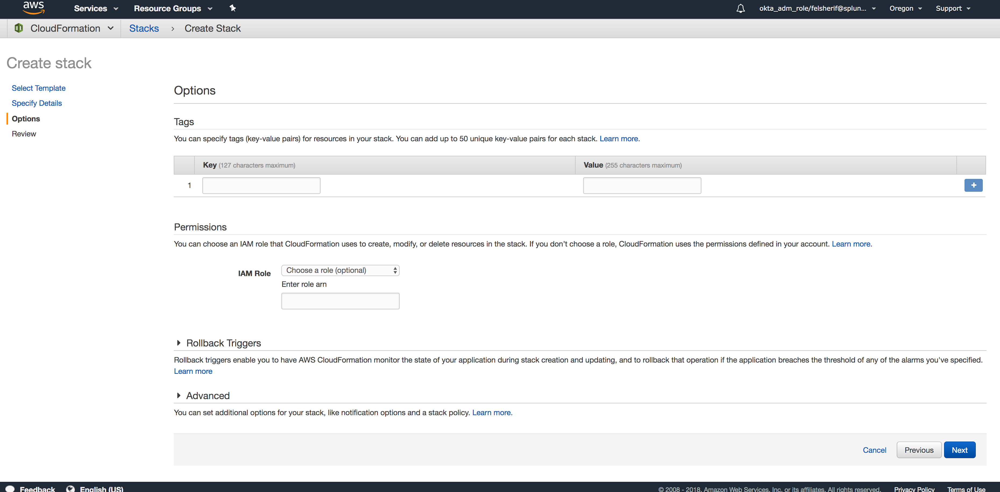 aws
Services
Resource Groups
okta_adm_role/felsherif@splun...
Oregon
Support
CloudFormation
Stacks
Create Stack
Create stack
Select Template
Specify Details
Options
Review
Options
Tags
You can specify tags (key-value pairs) for resources in your stack. You can add up to 50 unique key-value pairs for each stack. Learn more.
Key (127 characters maximum)
Value (255 characters maximum)
1
Permissions
You can choose an IAM role that CloudFormation uses to create, modify, or delete resources in the stack. If you don’t choose a role, CloudFormation uses the permissions defined in your account. Learn more.
IAM Role
Choose a role (optional)
Enter role arn
Rollback Triggers
Rollback triggers enable you to have AWS CloudFormation monitor the state of your application during stack creation and updating, and to rollback that operation if the application breaches the threshold of any of the alarms you've specified.
Learn more
Advanced
You can set additional options for your stack, like notification options and a stack policy. Learn more.
Cancel
Previous
Next
Feedback
English (US)
© 2008 - 2018, Amazon Web Services, Inc. or its affiliates. All rights reserved.
Privacy Policy
Terms of Use